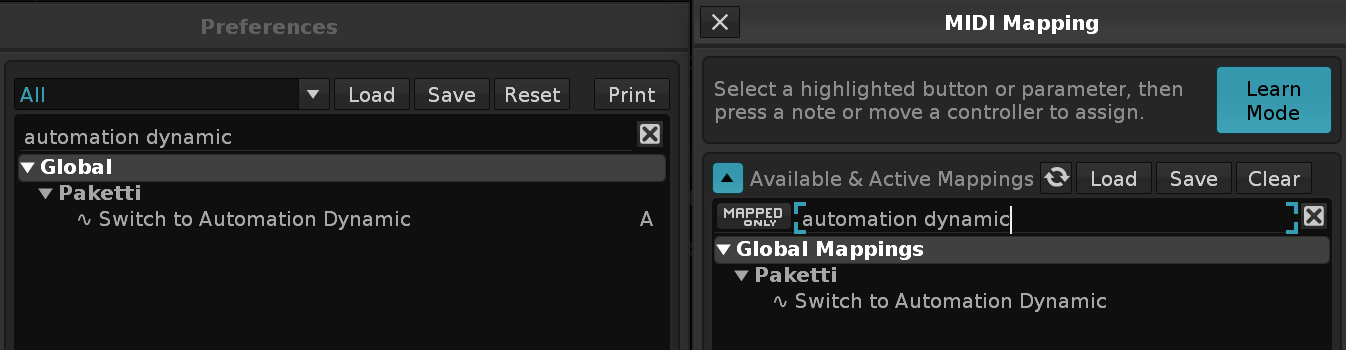 Preferences
All
Load
Save
Reset
Print
automation dynamic
Global
Paketti
∿ Switch to Automation Dynamic A
MIDI Mapping
Select a highlighted button or parameter, then
press a note or move a controller to assign.
Learn
Mode
Available & Active Mappings
Load
Save
Clear
MAPPED
ONLY
automation dynamic
Global Mappings
Paketti
∿ Switch to Automation Dynamic